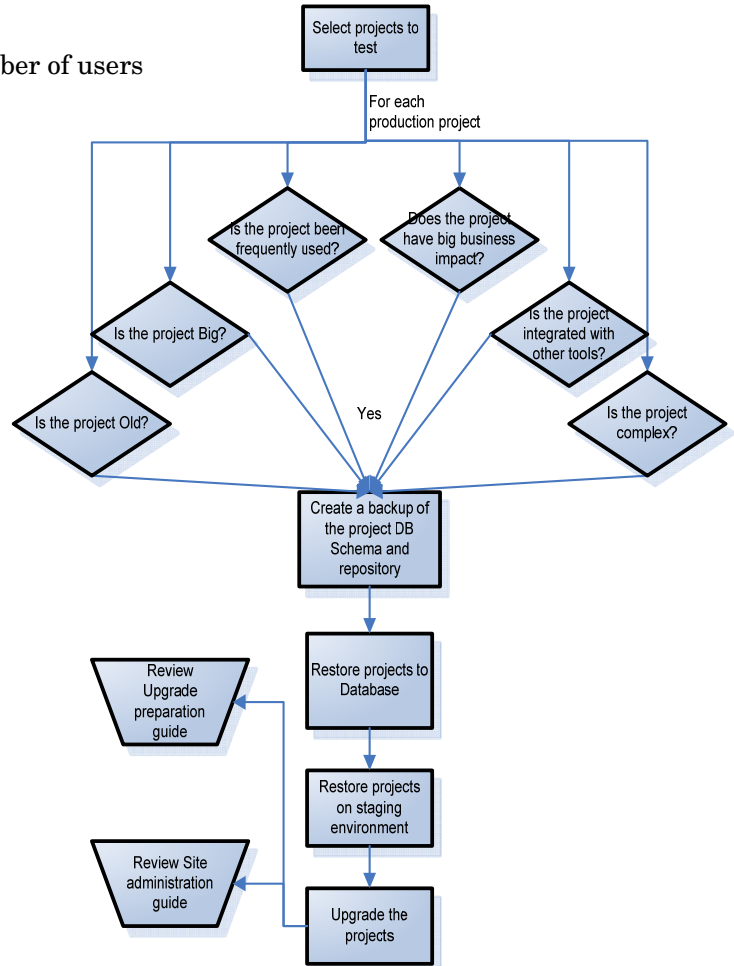 Select projects to
test
ber of users
For each
production project
Is the project been
frequently used?
Does the project
have big business
impact?
Is the project Big?
Is the project
integrated with
other tools?
Is the project Old?
Yes
Is the project
complex?
Create a backup of
the project DB
Schema and
repository
Restore projects to
Database
Review
Upgrade
preparation
guide
Restore projects
on staging
environment
Review Site
administration
guide
Upgrade the
projects